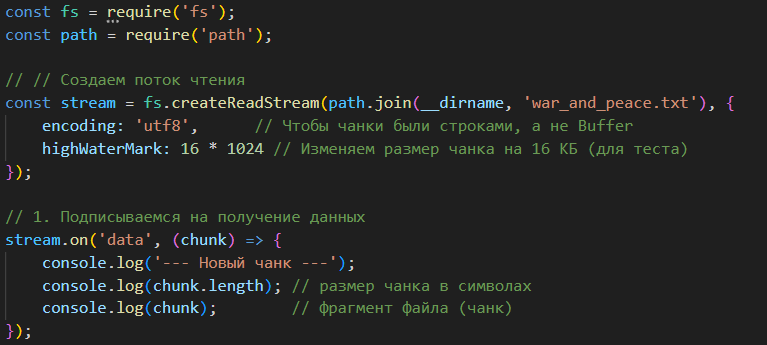 const fs = require('fs');
const path = require('path');

// // Создаем поток чтения
const stream = fs.createReadStream(path.join(__dirname, 'war_and_peace.txt'), {
    encoding: 'utf8',      // Чтобы чанки были строками, а не Buffer
    highWaterMark: 16 * 1024 // Изменяем размер чанка на 16 КБ (для теста)
});

// 1. Подписываемся на получение данных
stream.on('data', (chunk) => {
    console.log('--- Новый чанк ---');
    console.log(chunk.length); // размер чанка в символах
    console.log(chunk);        // фрагмент файла (чанк)
});